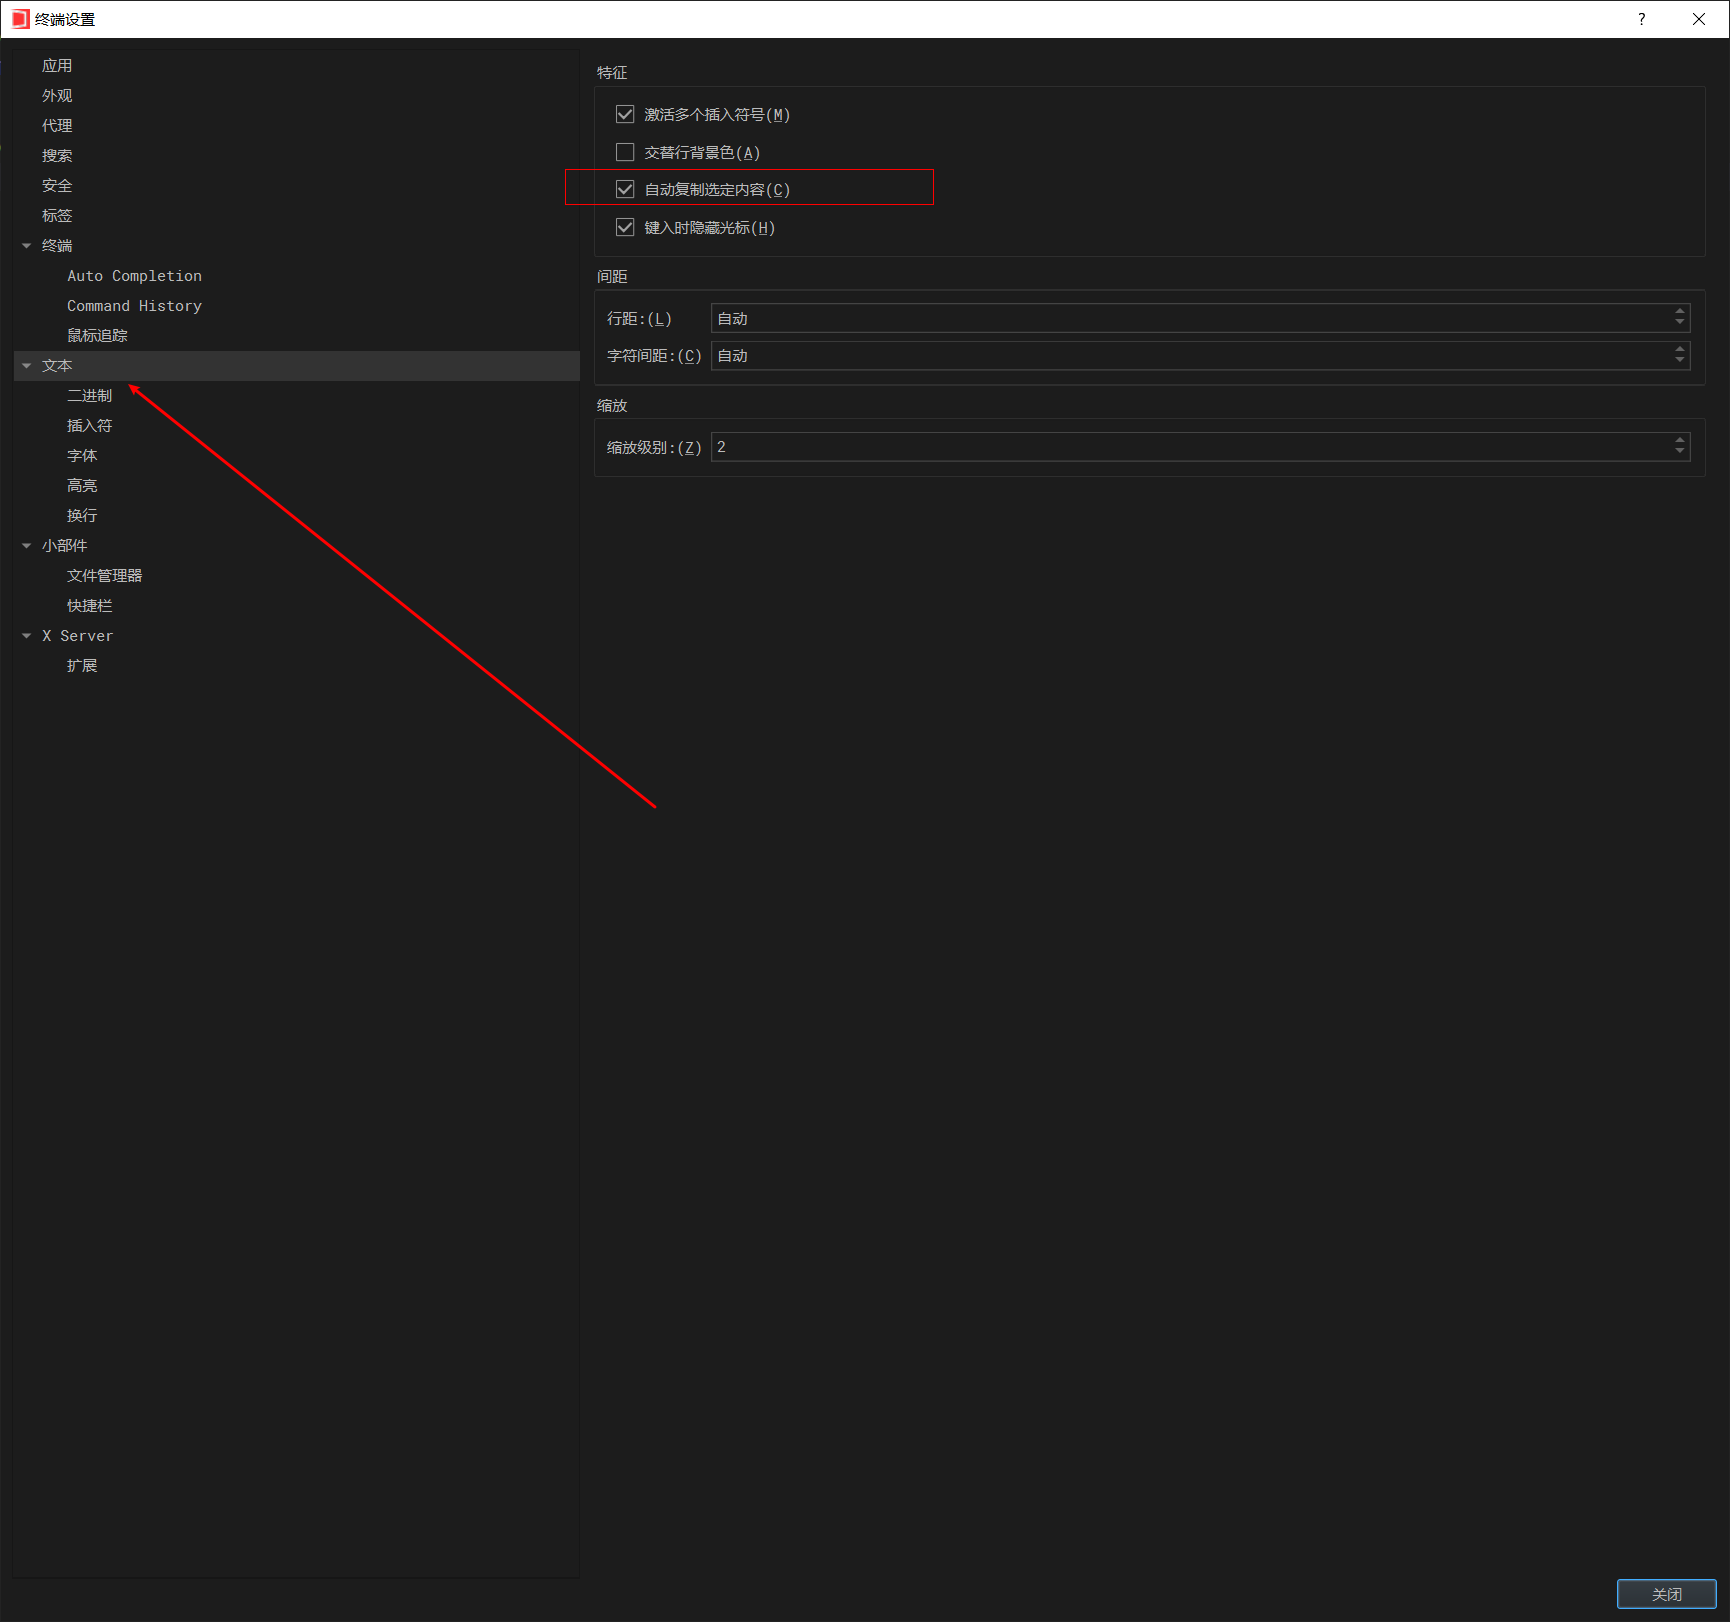 终端设置
?
应用
外观
代理
搜索
安全
标签
终端
Auto Completion
Command History
鼠标追踪
文本
二进制
插入符
字体
高亮
换行
小部件
文件管理器
快捷栏
X Server
扩展
特征
激活多个插入符号(M)
交替行背景色(A)
自动复制选定内容(C)
键入时隐藏光标(H)
间距
行距:(L) 自动
字符间距:(C) 自动
缩放
缩放级别:(Z) 2
关闭